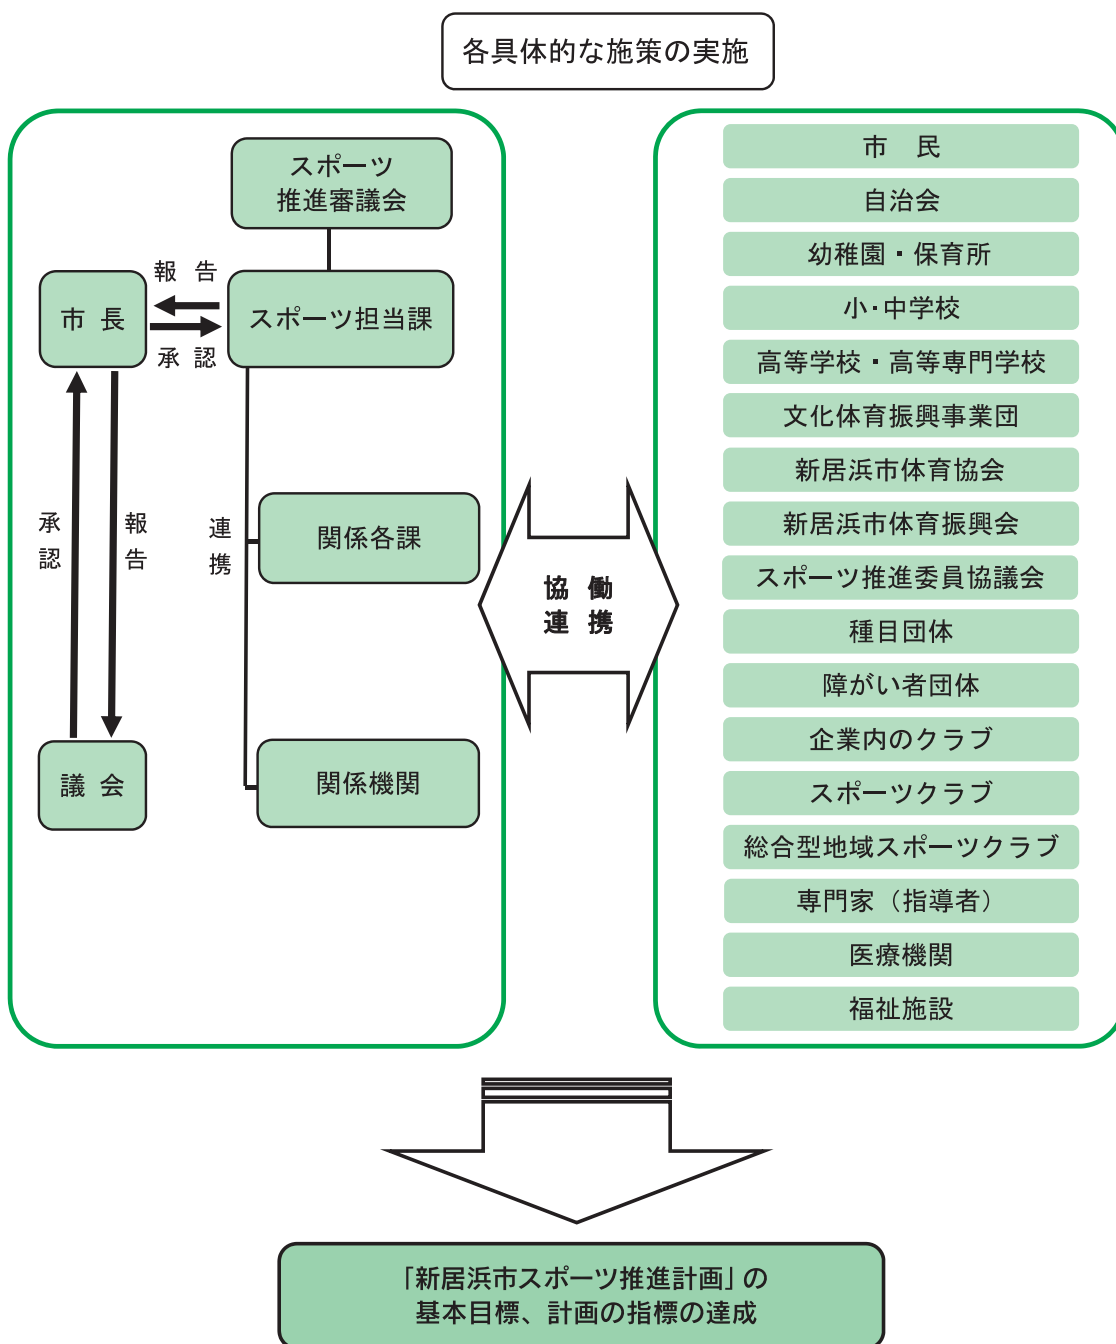 各具体的な施策の実施
スポーツ
推進審議会
報 告
市 長
スポーツ担当課
承 認
承
認
報
告
連
携
関係各課
議 会
関係機関
協 働
連 携
市 民
自治会
幼稚園・保育所
小・中学校
高等学校・高等専門学校
文化体育振興事業団
新居浜市体育協会
新居浜市体育振興会
スポーツ推進委員協議会
種目団体
障がい者団体
企業内のクラブ
スポーツクラブ
総合型地域スポーツクラブ
専門家（指導者）
医療機関
福祉施設
「新居浜市スポーツ推進計画」の
基本目標、計画の指標の達成